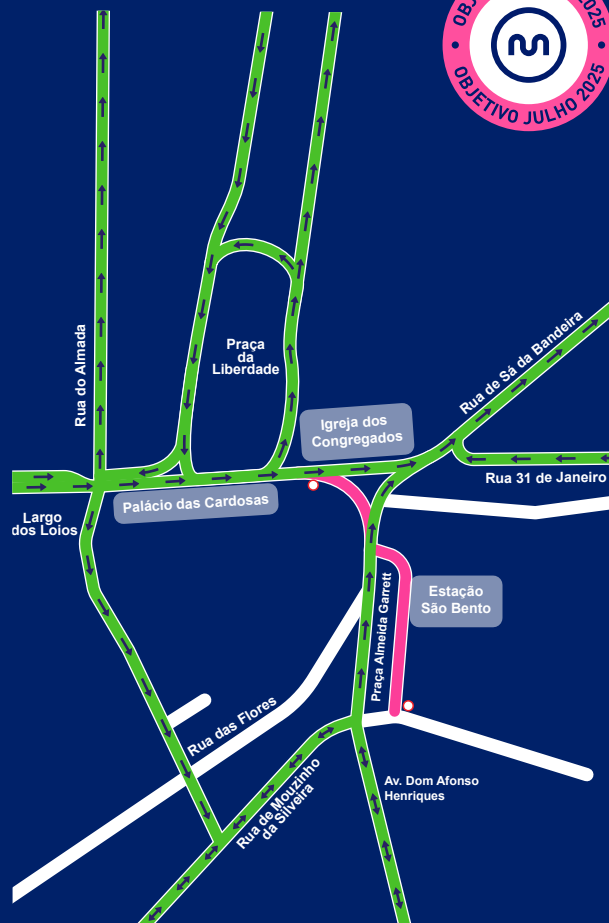 2025
OBJETIVO JULHO 2025
Rua do Almada
Praça
da
Liberdade
Rua de Sá da Bandeira
Igreja dos
Congregados
Rua 31 de Janeiro
Palácio das Cardosas
Largo
dos Loios
Estação
São Bento
Praça Almeida Garrett
Rua das Flores
Rua de Mouzinho
da Silveira
Av. Dom Afonso
Henriques